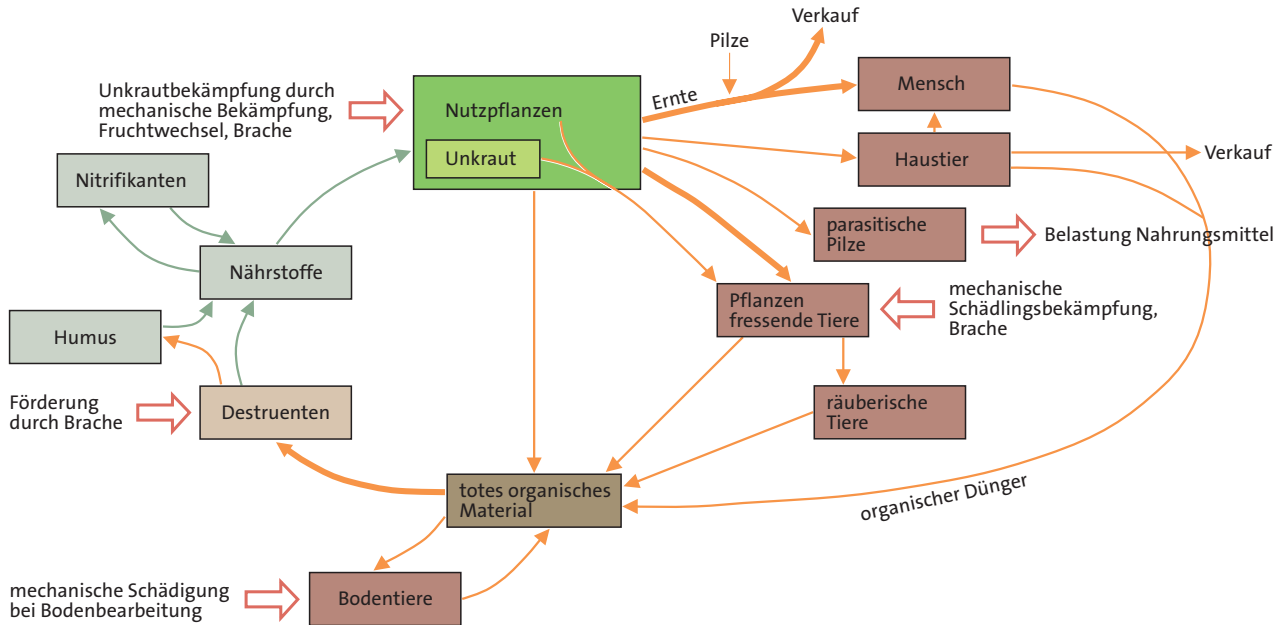 Verkauf
Pilze
Unkrautbekämpfung durch
mechanische Bekämpfung,
Fruchtwechsel, Brache
Nutzpflanzen
Unkraut
Ernte
Mensch
Haustier
Verkauf
Nitrifikanten
parasitische
Pilze
Belastung Nahrungsmittel
Nährstoffe
Pflanzen
fressende Tiere
mechanische
Schädlingsbekämpfung,
Brache
Humus
Förderung
durch Brache
Destruenten
räuberische
Tiere
totes organisches
Material
organischer Dünger
mechanische Schädigung
bei Bodenbearbeitung
Bodentiere